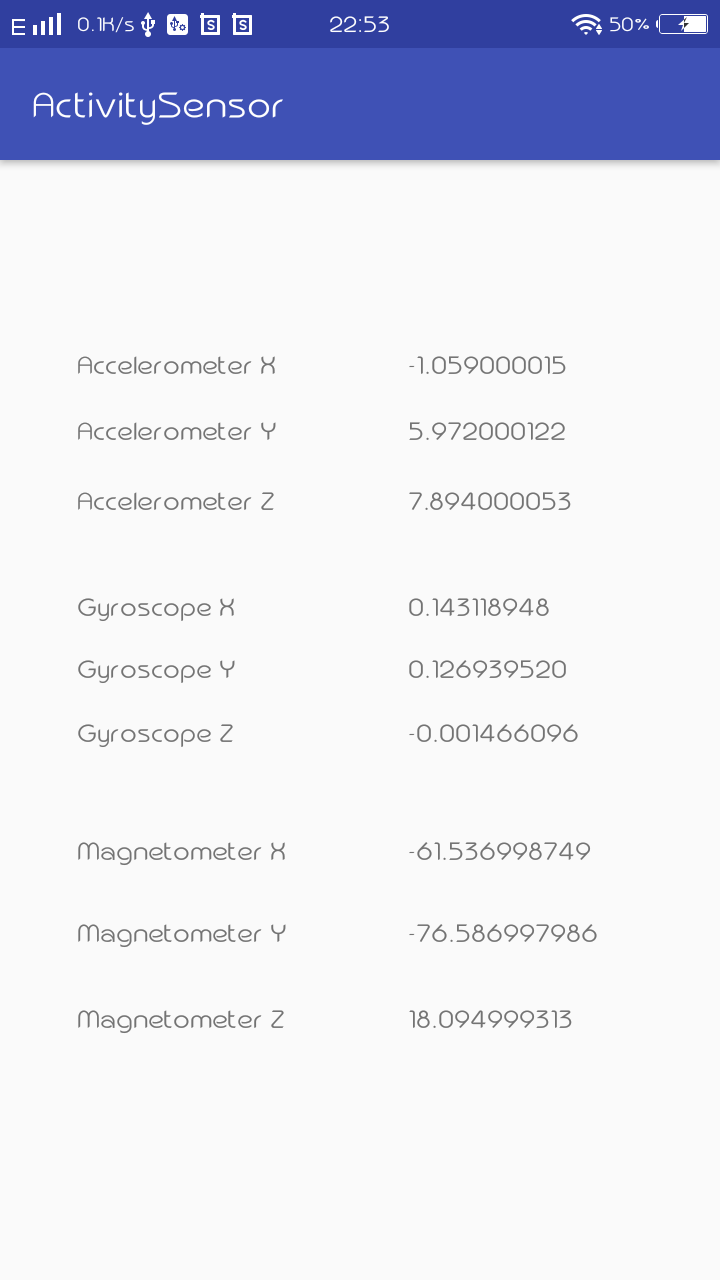 E 0.1K/s 22:53 50%
ActivitySensor
Accelerometer X -1.059000015
Accelerometer Y 5.972000122
Accelerometer Z 7.894000053
Gyroscope X 0.143118948
Gyroscope Y 0.126939520
Gyroscope Z -0.001466096
Magnetometer X -61.536998749
Magnetometer Y -76.586997986
Magnetometer Z 18.094999313